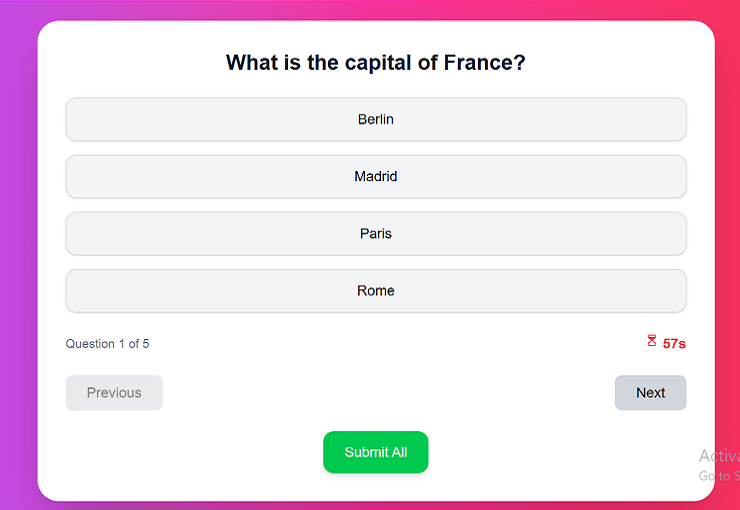 What is the capital of France?
Berlin
Madrid
Paris
Rome
Question 1 of 5
57s
Previous
Next
Submit All
Go to